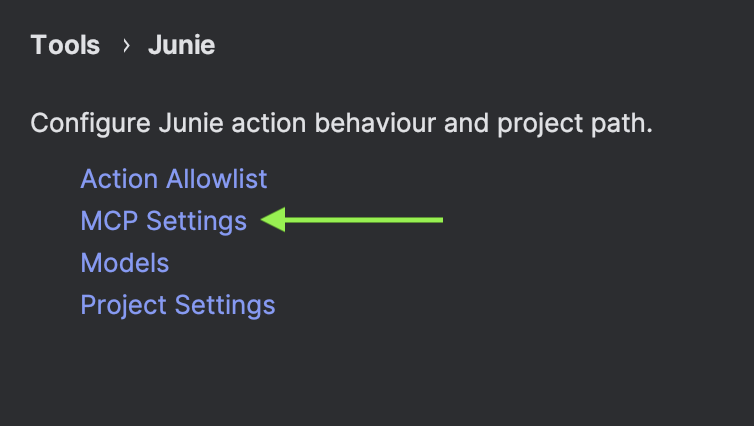 Tools › Junie
Configure Junie action behaviour and project path.
Action Allowlist
MCP Settings
Models
Project Settings